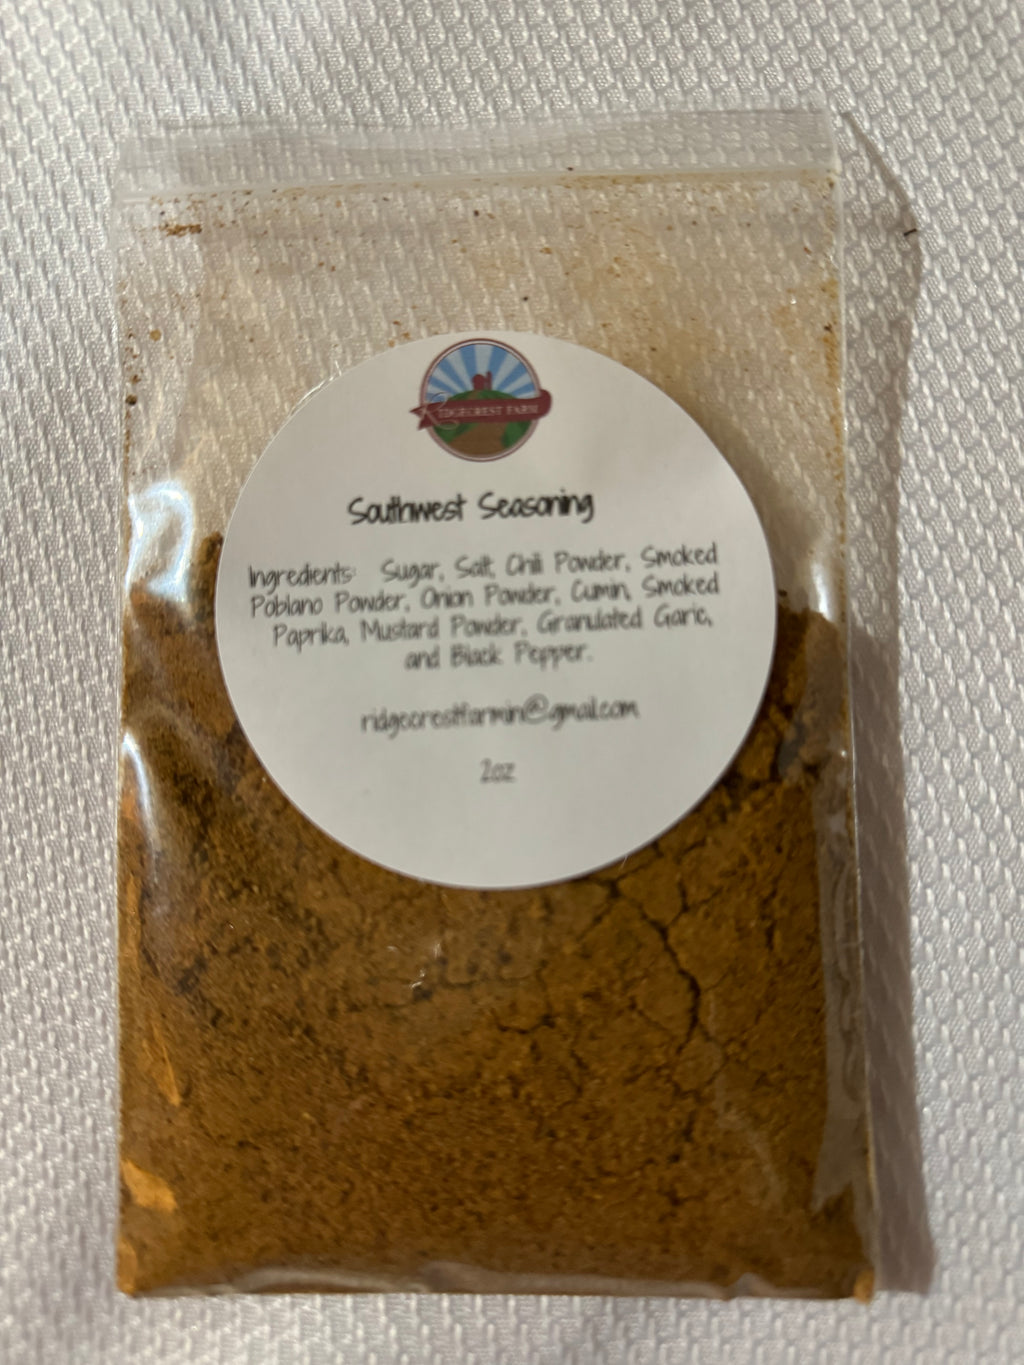 RIDGECREST FARM
Southwest Seasoning
Ingredients: Sugar, Salt, Chili Powder, Smoked
Poblano Powder, Onion Powder, Cumin, Smoked
Paprika, Mustard Powder, Granulated Garlic,
and Black Pepper.
ridgecrestfarmin@gmail.com
2oz